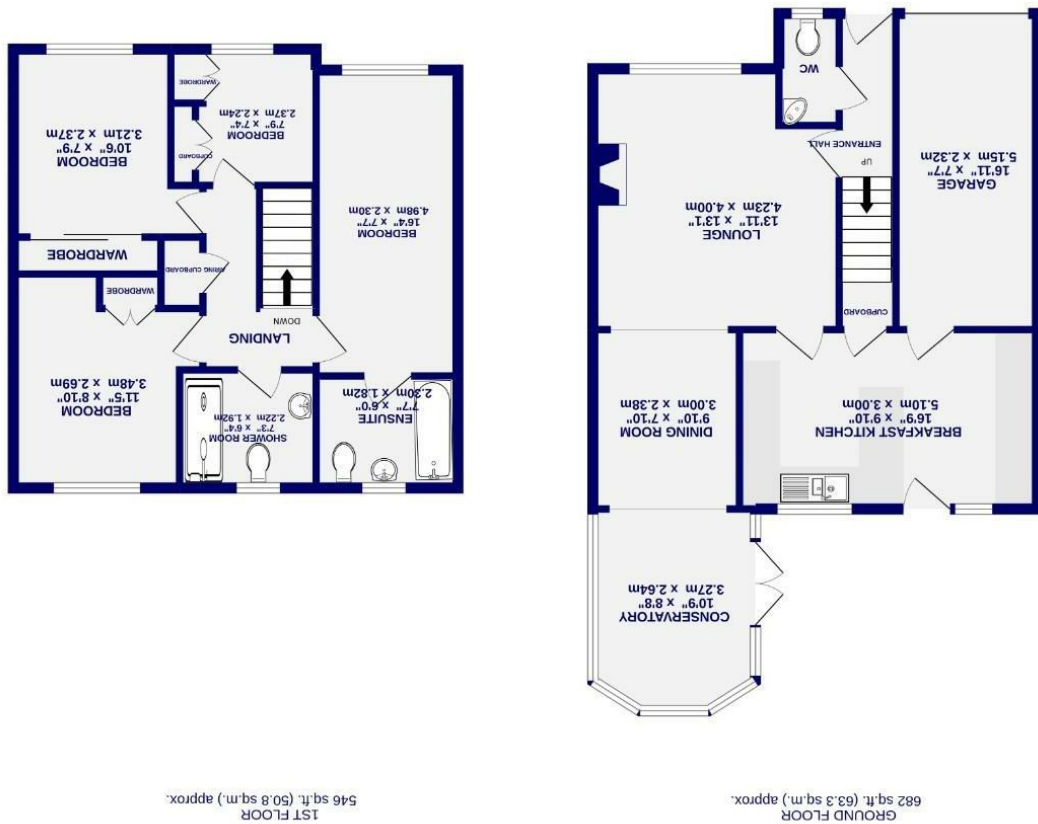 GROUND FLOOR
682 sq.ft. (63.3 sq.m.) approx.
1ST FLOOR
546 sq.ft. (50.8 sq.m.) approx.
CONSERVATORY
10'9" x 8'8"
3.27m x 2.64m
BREAKFAST KITCHEN
16'9" x 9'10"
5.10m x 3.00m
DINING ROOM
9'10" x 7'10"
3.00m x 2.38m
CUPBOARD
GARAGE
16'11" x 7'7"
5.15m x 2.32m
UP
ENTRANCE HALL
LOUNGE
13'11" x 13'1"
4.23m x 4.00m
WC
ENSUITE
7'7" x 6'0"
2.30m x 1.82m
SHOWER ROOM
7'3" x 6'4"
2.22m x 1.92m
BEDROOM
11'5" x 8'10"
3.48m x 2.69m
LANDING
DOWN
WARDROBE
AIRING CUPBOARD
WARDROBE
BEDROOM
16'4" x 7'7"
4.98m x 2.30m
BEDROOM
10'6" x 7'9"
3.21m x 2.37m
CUPBOARD
BEDROOM
7'9" x 7'4"
2.37m x 2.24m
WARDROBE